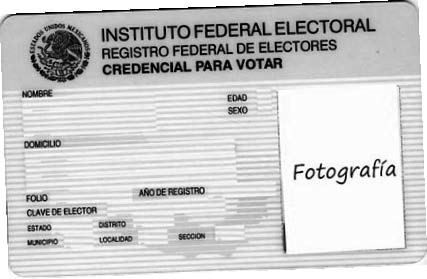 ESTADOS UNIDOS MEXICANOS
INSTITUTO FEDERAL ELECTORAL
REGISTRO FEDERAL DE ELECTORES
CREDENCIAL PARA VOTAR
NOMBRE
EDAD
SEXO
DOMICILIO
Fotografía
FOLIO AÑO DE REGISTRO
CLAVE DE ELECTOR
ESTADO DISTRITO
MUNICIPIO LOCALIDAD SECCION